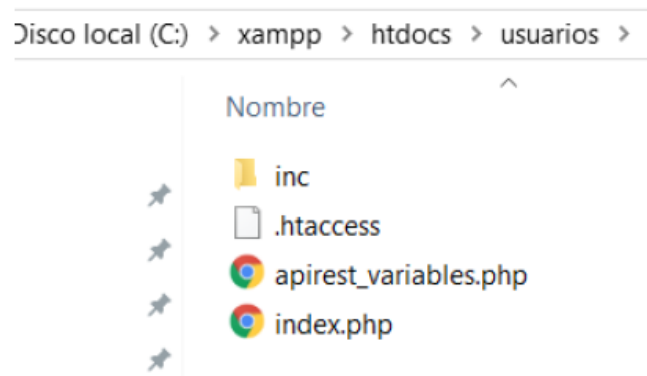 Disco local (C:) > xampp > htdocs > usuarios >
Nombre
inc
.htaccess
apirest_variables.php
index.php